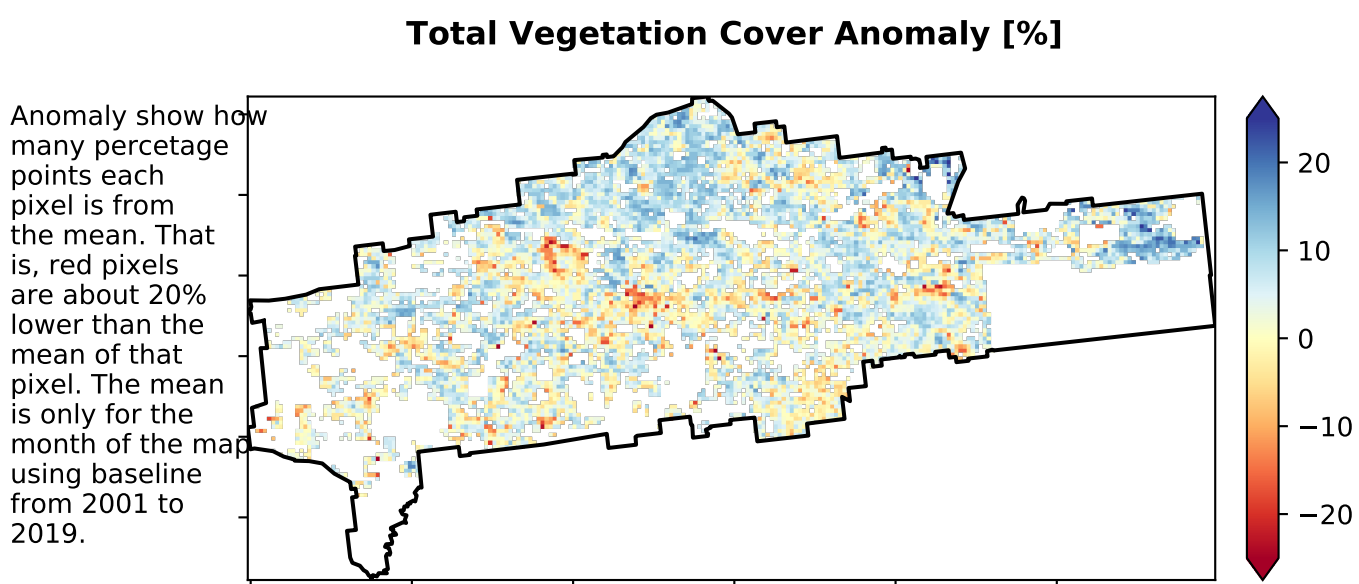 Total Vegetation Cover Anomaly [%]
Anomaly show how
many percetage
points each
pixel is from
the mean. That
is, red pixels
are about 20%
lower than the
mean of that
pixel. The mean
is only for the
month of the map
using baseline
from 2001 to
2019.
20
10
0
−10
−20